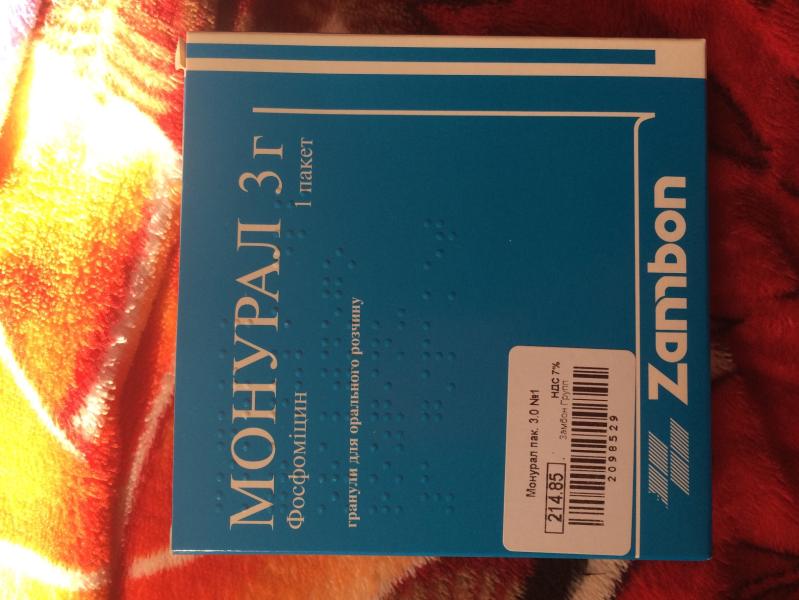 МОНУРАЛ 3 г
1 пакет
Фосфоміцин
гранули для орального розчину
Монурал пак. 3.0 №1
214.85
НДС 7%
Замбон Групп
2098529
Zambon